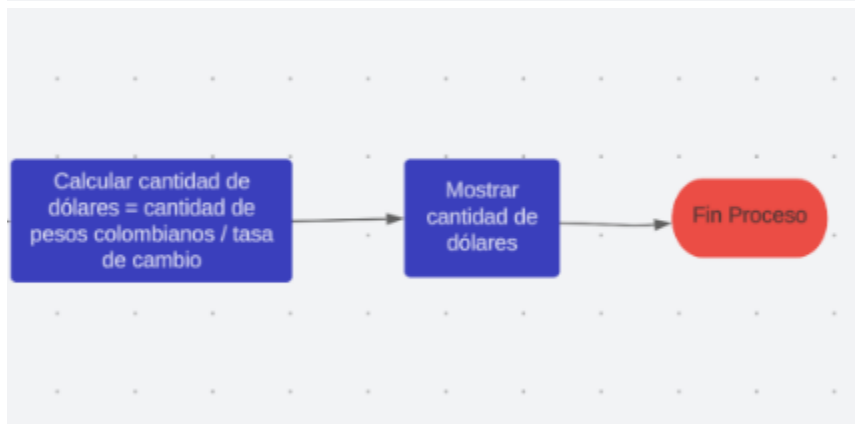 Calcular cantidad de
dólares = cantidad de
pesos colombianos / tasa
de cambio
Mostrar
cantidad de
dólares
Fin Proceso